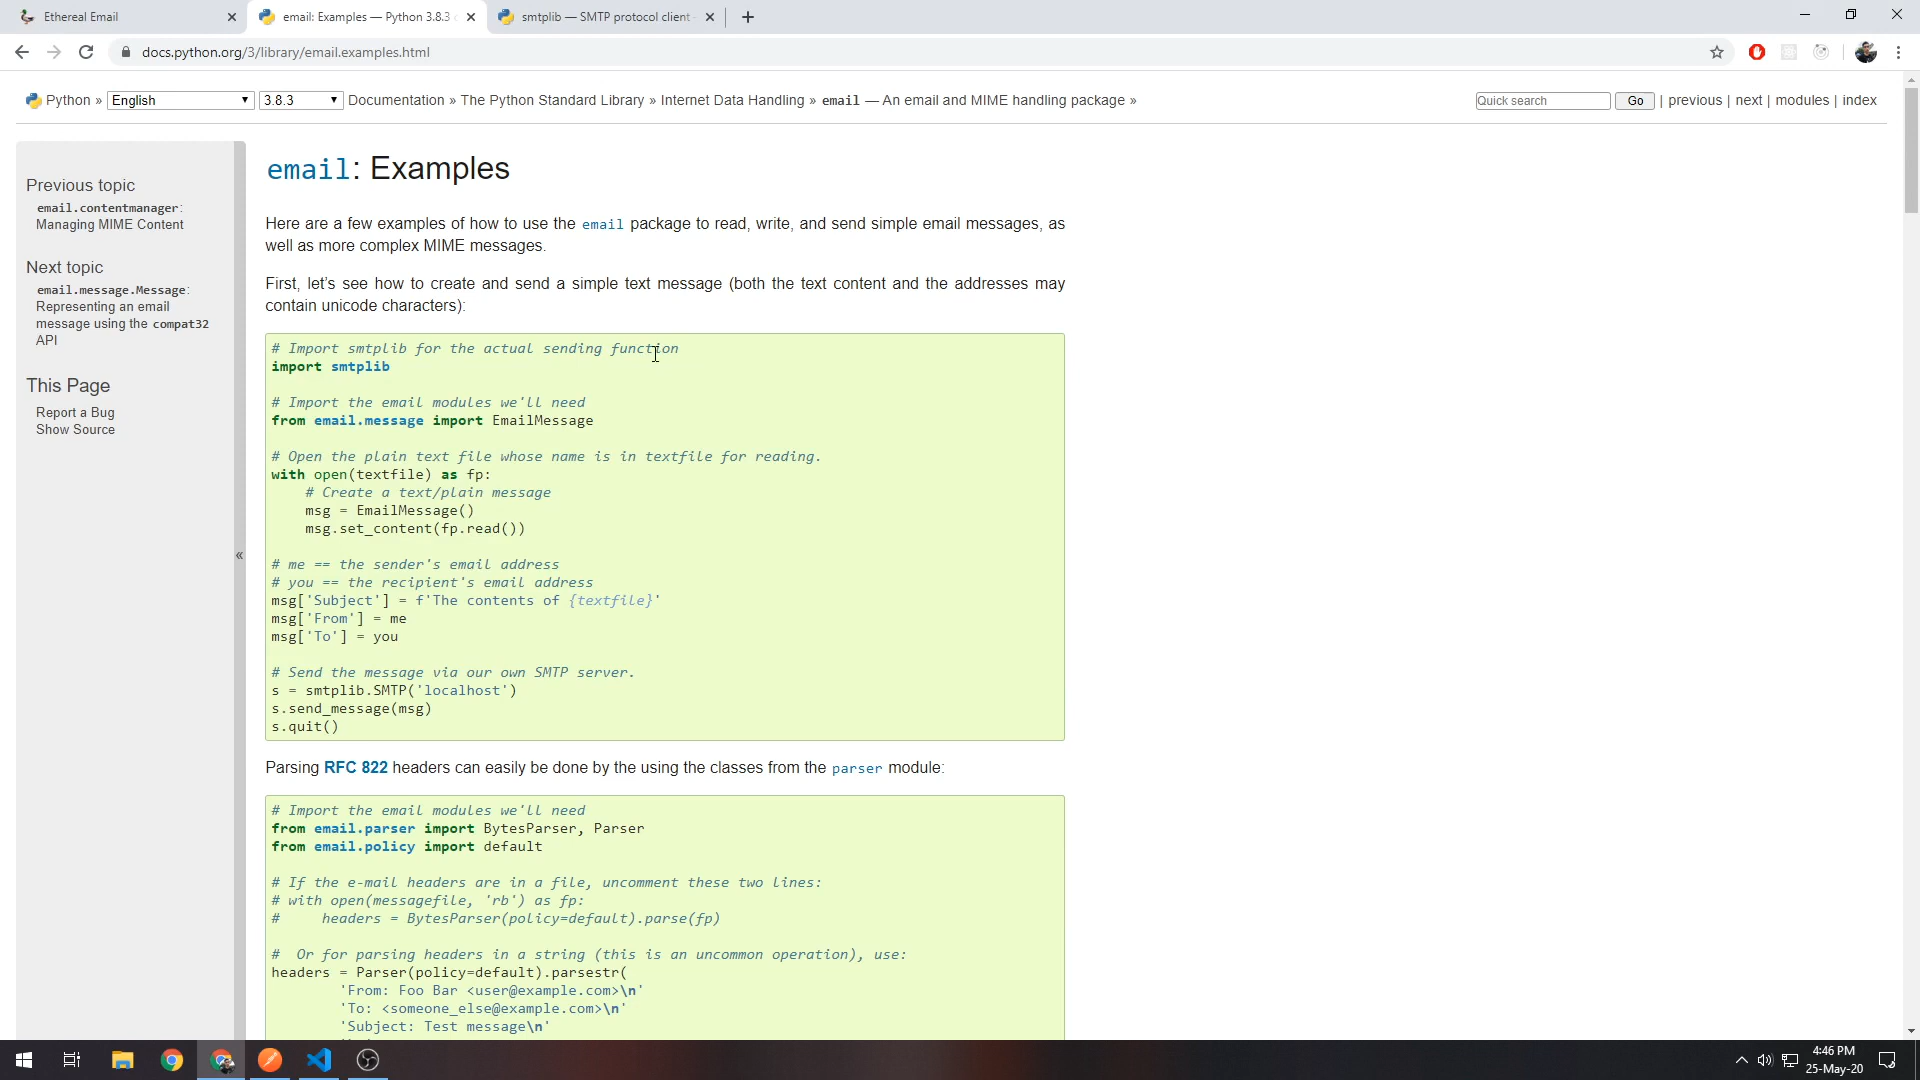 Ethereal Email
email: Examples — Python 3.8.3
smtplib — SMTP protocol client
docs.python.org/3/library/email.examples.html
Python » English 3.8.3 Documentation » The Python Standard Library » Internet Data Handling » email — An email and MIME handling package »
Quick search Go | previous | next | modules | index
Previous topic
email.contentmanager:
Managing MIME Content
Next topic
email.message.Message:
Representing an email
message using the compat32
API
This Page
Report a Bug
Show Source
«
email: Examples
Here are a few examples of how to use the email package to read, write, and send simple email messages, as
well as more complex MIME messages.
First, let’s see how to create and send a simple text message (both the text content and the addresses may
contain unicode characters):
# Import smtplib for the actual sending function
import smtplib
# Import the email modules we'll need
from email.message import EmailMessage
# Open the plain text file whose name is in textfile for reading.
with open(textfile) as fp:
    # Create a text/plain message
    msg = EmailMessage()
    msg.set_content(fp.read())
# me == the sender's email address
# you == the recipient's email address
msg['Subject'] = f'The contents of {textfile}'
msg['From'] = me
msg['To'] = you
# Send the message via our own SMTP server.
s = smtplib.SMTP('localhost')
s.send_message(msg)
s.quit()
Parsing RFC 822 headers can easily be done by the using the classes from the parser module:
# Import the email modules we'll need
from email.parser import BytesParser, Parser
from email.policy import default
# If the e-mail headers are in a file, uncomment these two lines:
# with open(messagefile, 'rb') as fp:
#     headers = BytesParser(policy=default).parse(fp)
#  Or for parsing headers in a string (this is an uncommon operation), use:
headers = Parser(policy=default).parsestr(
        'From: Foo Bar <user@example.com>\n'
        'To: <someone_else@example.com>\n'
        'Subject: Test message\n'
4:46 PM
25-May-20